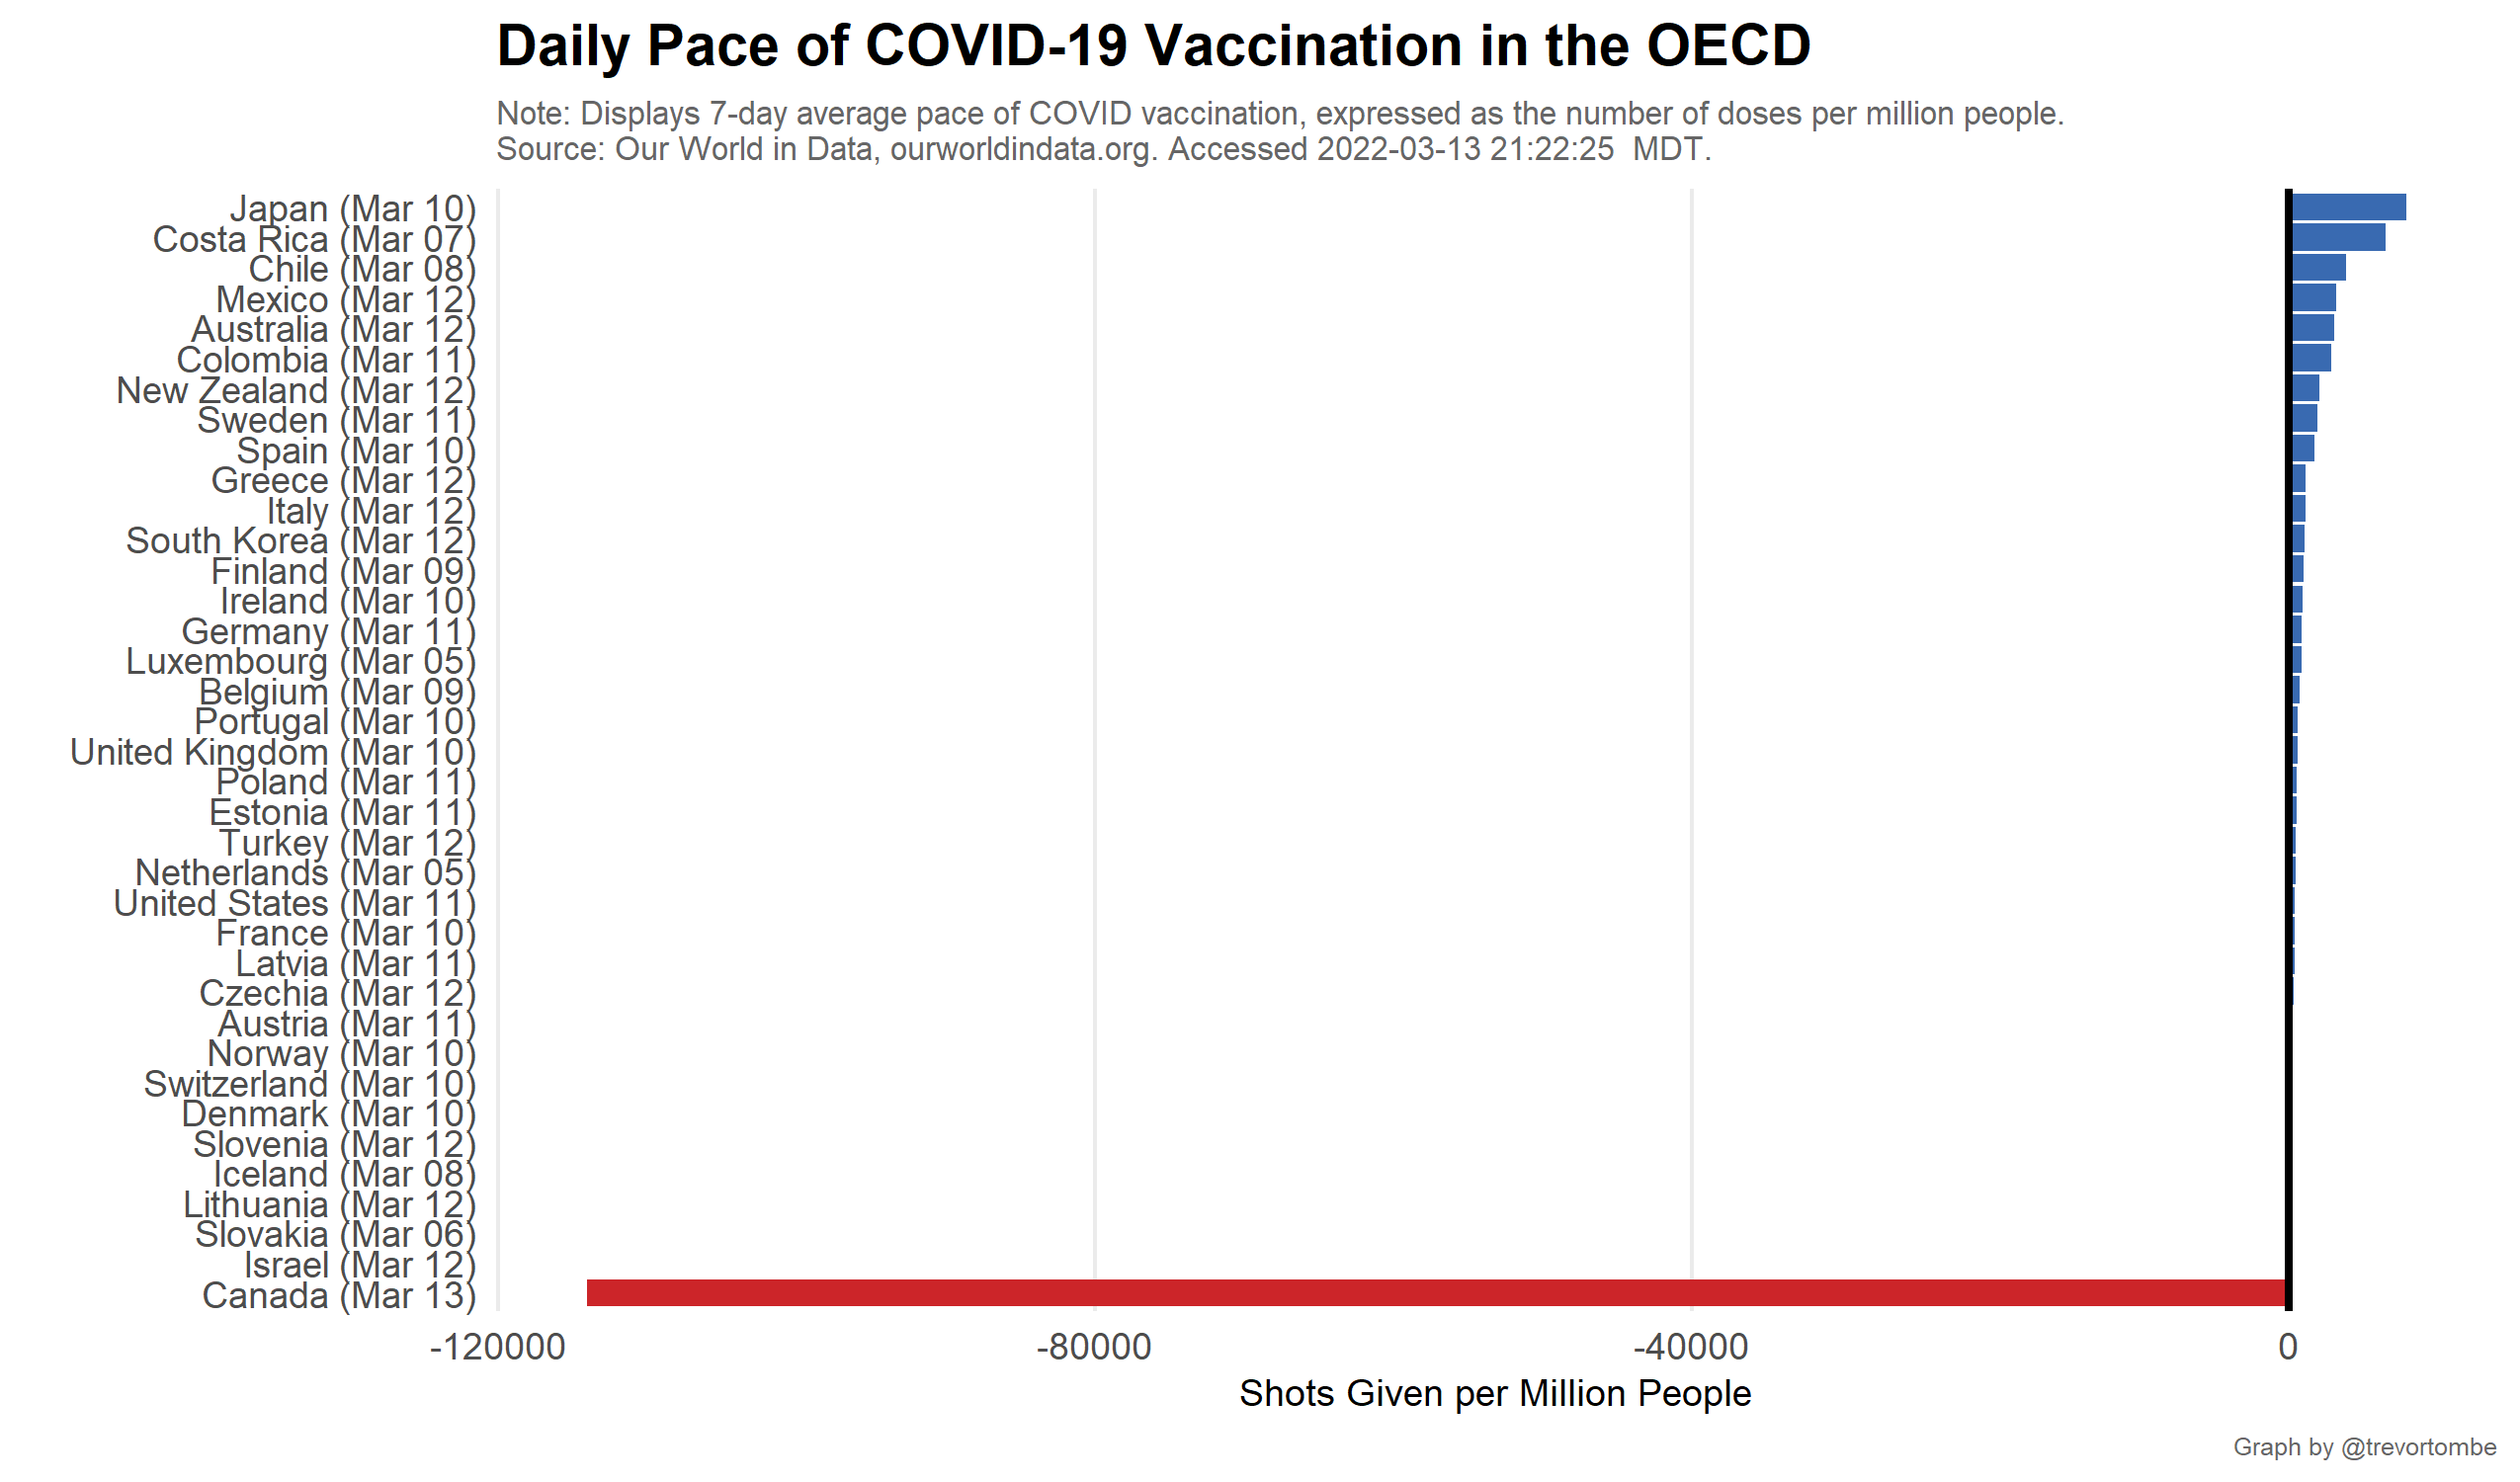 Daily Pace of COVID-19 Vaccination in the OECD
Note: Displays 7-day average pace of COVID vaccination, expressed as the number of doses per million people.
Source: Our World in Data, ourworldindata.org. Accessed 2022-03-13 21:22:25  MDT.
Japan (Mar 10)
Costa Rica (Mar 07)
Chile (Mar 08)
Mexico (Mar 12)
Australia (Mar 12)
Colombia (Mar 11)
New Zealand (Mar 12)
Sweden (Mar 11)
Spain (Mar 10)
Greece (Mar 12)
Italy (Mar 12)
South Korea (Mar 12)
Finland (Mar 09)
Ireland (Mar 10)
Germany (Mar 11)
Luxembourg (Mar 05)
Belgium (Mar 09)
Portugal (Mar 10)
United Kingdom (Mar 10)
Poland (Mar 11)
Estonia (Mar 11)
Turkey (Mar 12)
Netherlands (Mar 05)
United States (Mar 11)
France (Mar 10)
Latvia (Mar 11)
Czechia (Mar 12)
Austria (Mar 11)
Norway (Mar 10)
Switzerland (Mar 10)
Denmark (Mar 10)
Slovenia (Mar 12)
Iceland (Mar 08)
Lithuania (Mar 12)
Slovakia (Mar 06)
Israel (Mar 12)
Canada (Mar 13)
-120000 -80000 -40000 0
Shots Given per Million People
Graph by @trevortombe